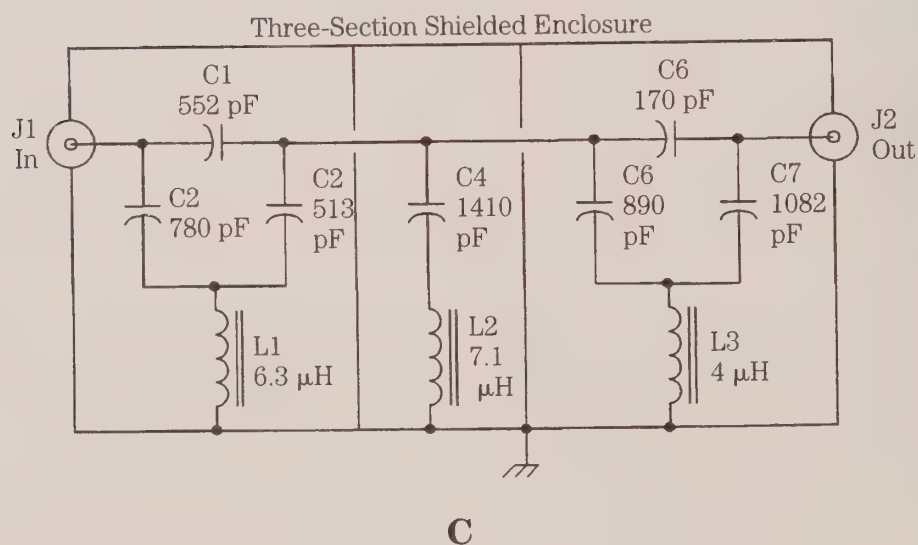 Three-Section Shielded Enclosure
C1
552 pF
C6
170 pF
J1
In
J2
Out
C2
780 pF
C2
513
pF
C4
1410
pF
C6
890
pF
C7
1082
pF
L1
6.3 μH
L2
7.1
μH
L3
4 μH
C